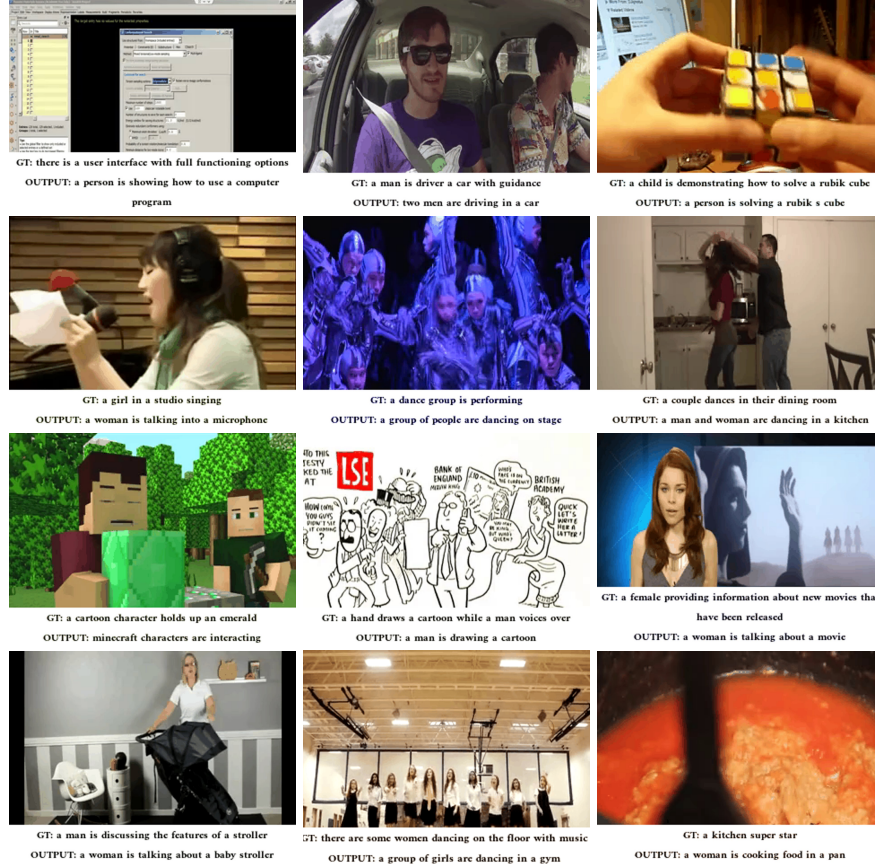 GT: there is a user interface with full functioning options
OUTPUT: a person is showing how to use a computer
program
GT: a man is driver a car with guidance
OUTPUT: two men are driving in a car
GT: a child is demonstrating how to solve a rubik cube
OUTPUT: a person is solving a rubik s cube
GT: a girl in a studio singing
OUTPUT: a woman is talking into a microphone
GT: a dance group is performing
OUTPUT: a group of people are dancing on stage
GT: a couple dances in their dining room
OUTPUT: a man and woman are dancing in a kitchen
LSE
BANK OF
ENGLAND
BRITISH
ACADEMY
QUICK
LET'S
WRITE
HER A
LETTER!
GT: a cartoon character holds up an emerald
OUTPUT: minecraft characters are interacting
GT: a hand draws a cartoon while a man voices over
OUTPUT: a man is drawing a cartoon
GT: a female providing information about new movies tha
have been released
OUTPUT: a woman is talking about a movie
GT: a man is discussing the features of a stroller
OUTPUT: a woman is talking about a baby stroller
GT: there are some women dancing on the floor with music
OUTPUT: a group of girls are dancing in a gym
GT: a kitchen super star
OUTPUT: a woman is cooking food in a pan